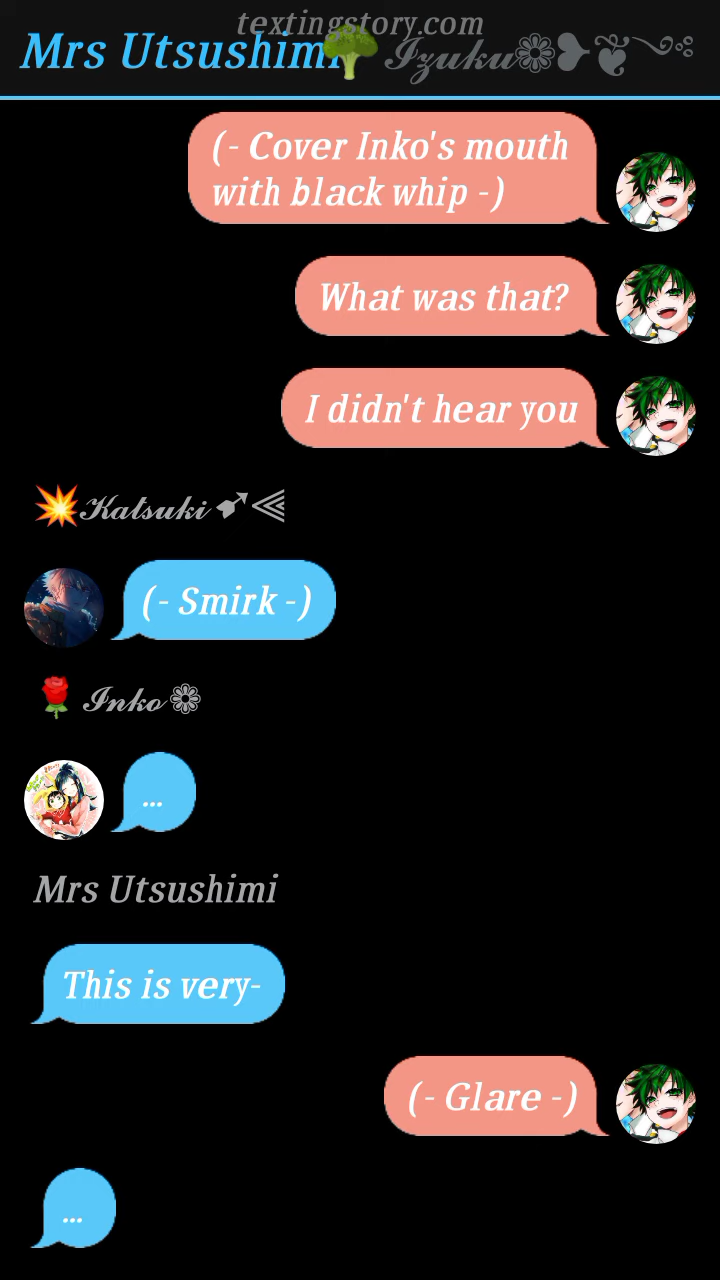 textingstory.com
Mrs Utsushimi 🥦 𝓘𝔃𝓾𝓴𝓾❁❥❦
(- Cover Inko's mouth
with black whip -)
What was that?
I didn't hear you
💥𝓚𝓪𝓽𝓼𝓾𝓴𝓲➹⫷
(- Smirk -)
🌹 𝓘𝓷𝓴𝓸❁
...
Mrs Utsushimi
This is very-
(- Glare -)
...